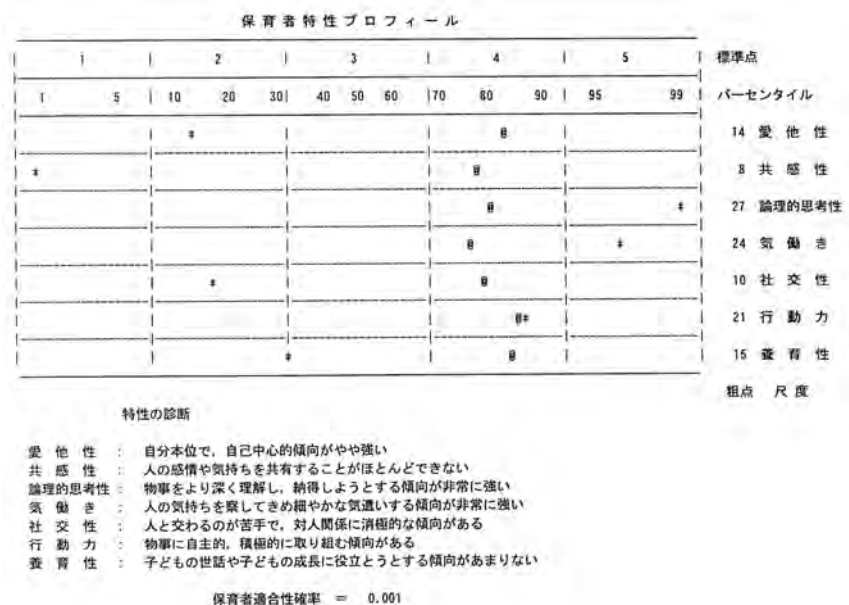 保育者特性プロフィール
1 2 3 4 5 標準点
1 5 10 20 30 40 50 60 70 80 90 95 99 パーセンタイル
14 愛他性
8 共感性
27 論理的思考性
24 気働き
10 社交性
21 行動力
15 養育性
粗点 尺度
特性の診断
愛他性 : 自分本位で，自己中心的傾向がやや強い
共感性 : 人の感情や気持ちを共有することがほとんどできない
論理的思考性 : 物事をより深く理解し，納得しようとする傾向が非常に強い
気働き : 人の気持ちを察してきめ細やかな気遣いする傾向が非常に強い
社交性 : 人と交わるのが苦手で，対人関係に消極的な傾向がある
行動力 : 物事に自主的，積極的に取り組む傾向がある
養育性 : 子どもの世話や子どもの成長に役立とうとする傾向があまりない
保育者適合性確率 ＝ 0.001